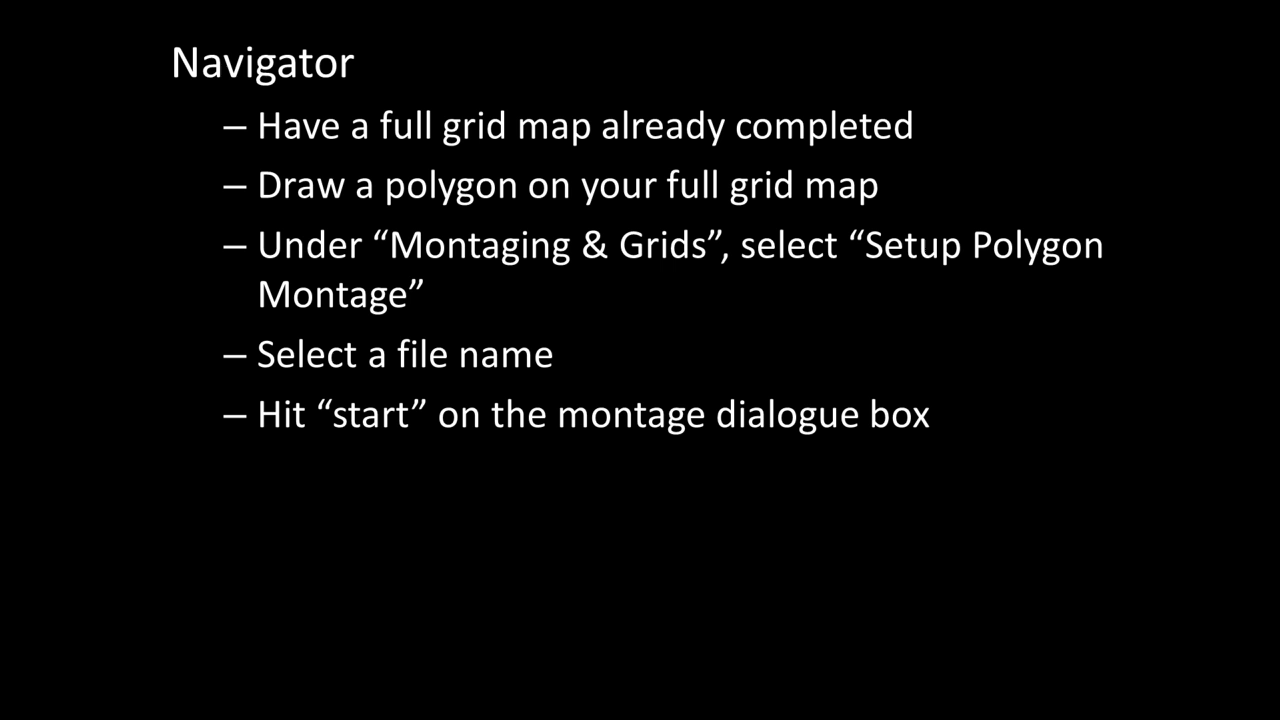 Navigator
– Have a full grid map already completed
– Draw a polygon on your full grid map
– Under “Montaging & Grids”, select “Setup Polygon
Montage”
– Select a file name
– Hit “start” on the montage dialogue box